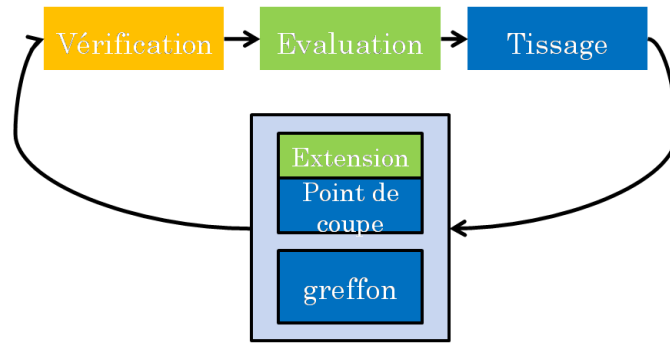 Vérification
Evaluation
Tissage
Extension
Point de
coupe
greffon